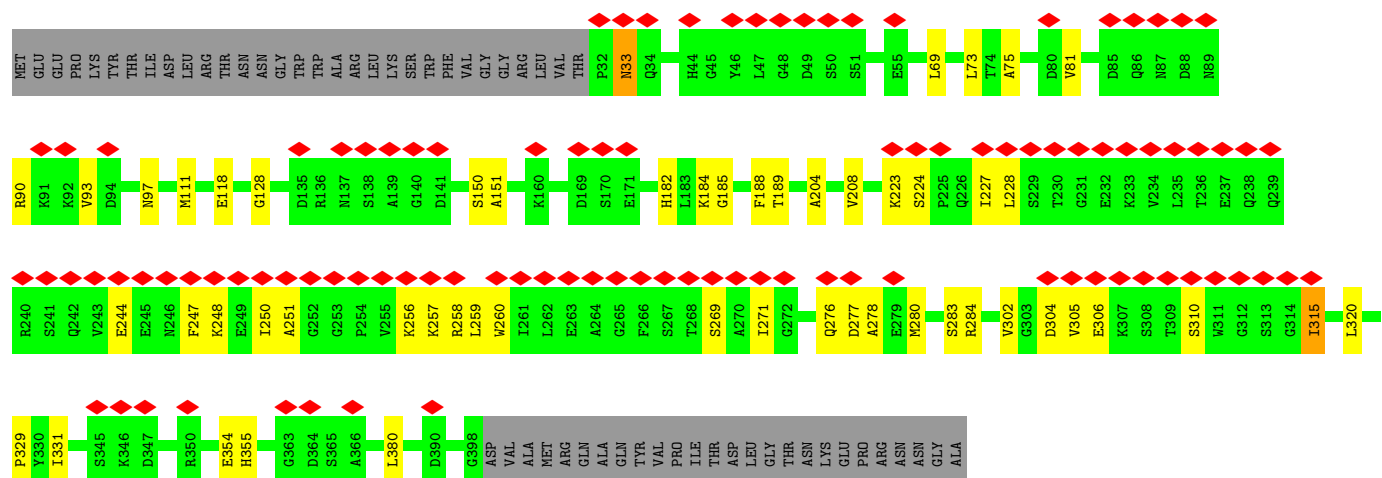 MET GLU GLU PRO LYS TYR THR ILE ASP LEU ARG THR ASN ASN GLY TRP TRP ALA ARG LEU LYS SER TRP PHE VAL GLY GLY ARG LEU VAL THR P32 N33 Q34 H44 G45 Y46 L47 G48 D49 S50 S51 E55 L69 L73 T74 A75 D80 V81 D85 Q86 N87 D88 N89
R90 K91 K92 V93 D94 N97 M111 E118 G128 D135 R136 N137 S138 A139 G140 D141 S150 A151 K160 D169 S170 E171 H182 L183 K184 G185 F188 T189 A204 V208 K223 S224 P225 Q226 I227 L228 S229 T230 G231 E232 K233 V234 L235 T236 E237 Q238 Q239
R240 S241 Q242 V243 E244 E245 N246 F247 K248 E249 I250 A251 G252 G253 P254 V255 K256 K257 R258 L259 W260 I261 L262 E263 A264 G265 F266 S267 T268 S269 A270 I271 G272 Q276 D277 A278 E279 M280 S283 R284 V302 G303 D304 V305 E306 K307 S308 T309 S310 W311 G312 S313 G314 I315 L320
P329 Y330 I331 S345 K346 D347 R350 E354 H355 G363 D364 S365 A366 L380 D390 G398 ASP VAL ALA MET ARG GLN ALA GLN TYR VAL PRO ILE THR ASP LEU GLY THR ASN LYS GLU PRO ARG ASN ASN GLY ALA